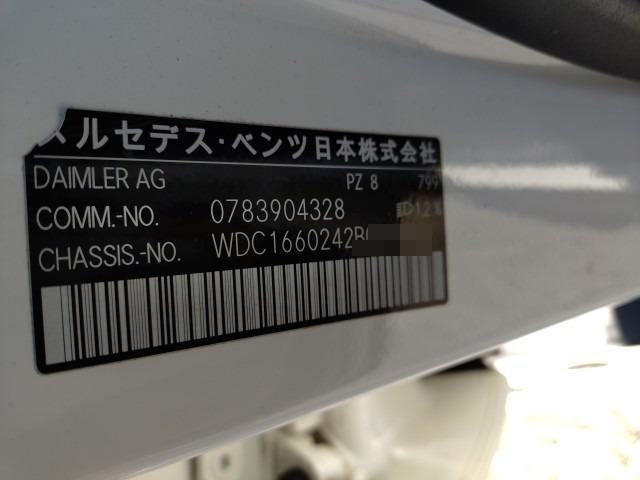 メルセデス・ベンツ日本株式会社
DAIMLER AG PZ 8 799
COMM.-NO. 0783904328
CHASSIS.-NO. WDC1660242B